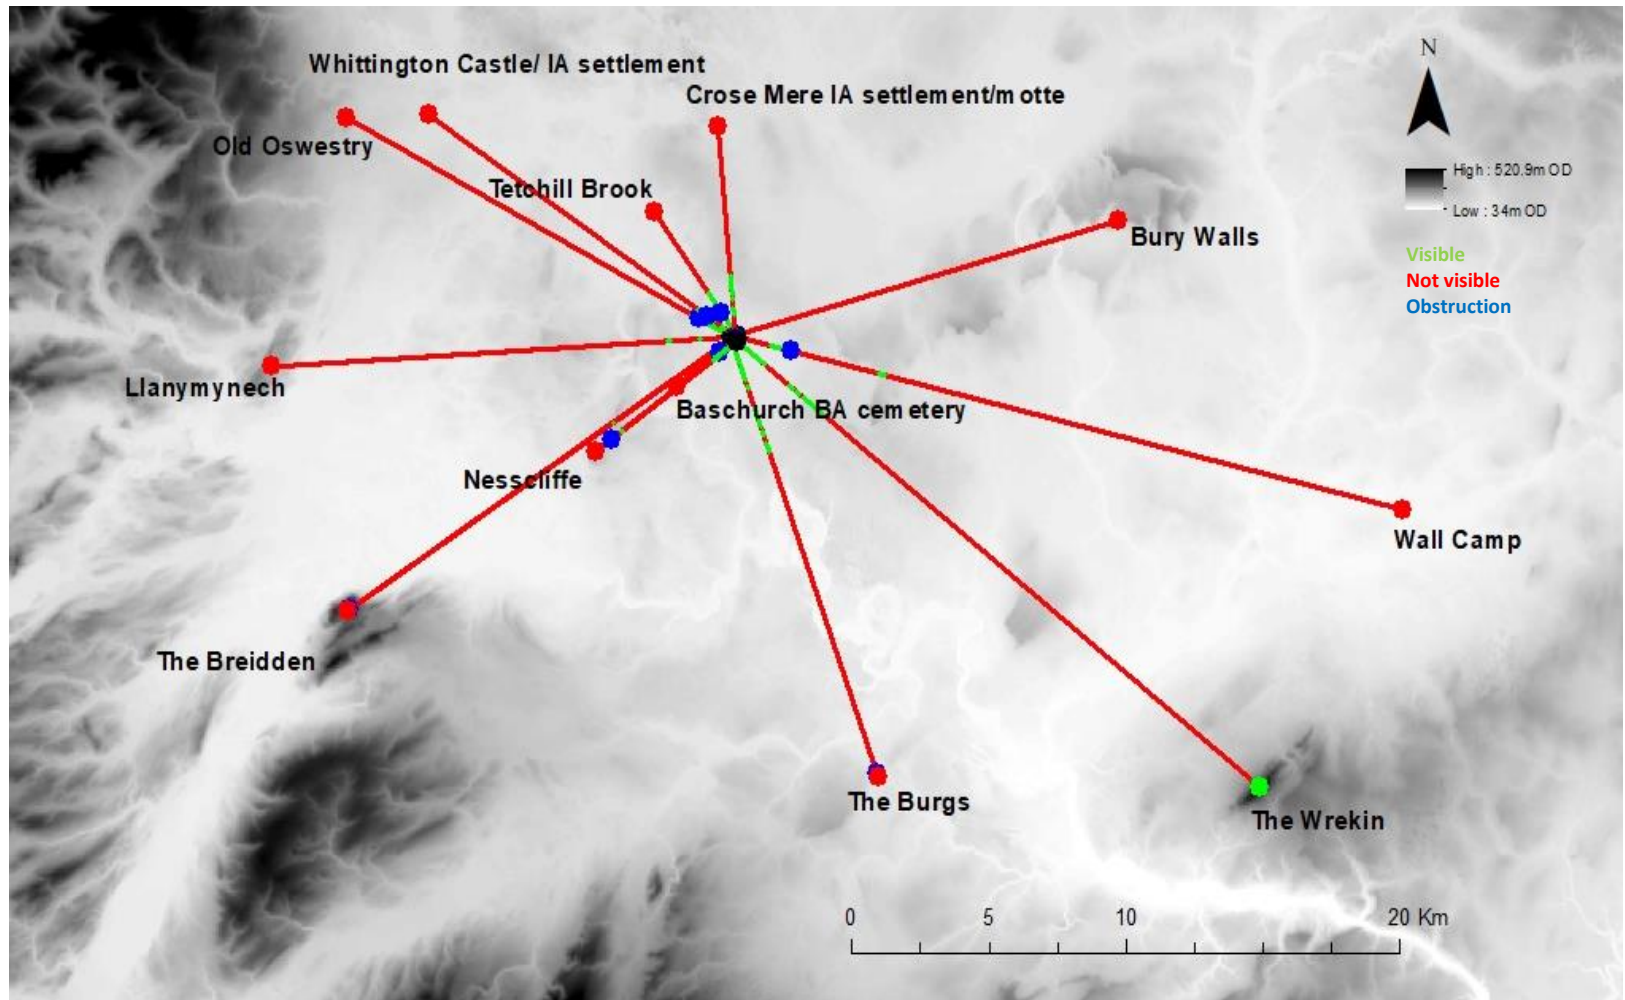 N
Whittington Castle/ IA settlement
Crose Mere IA settlement/motte
Old Oswestry
High : 520.9m OD
Low : 34m OD
Tetchill Brook
Bury Walls
Visible
Not visible
Obstruction
Llanymynech
Baschurch BA cemetery
Nesscliffe
Wall Camp
The Breidden
The Burgs
The Wrekin
0 5 10 20 Km